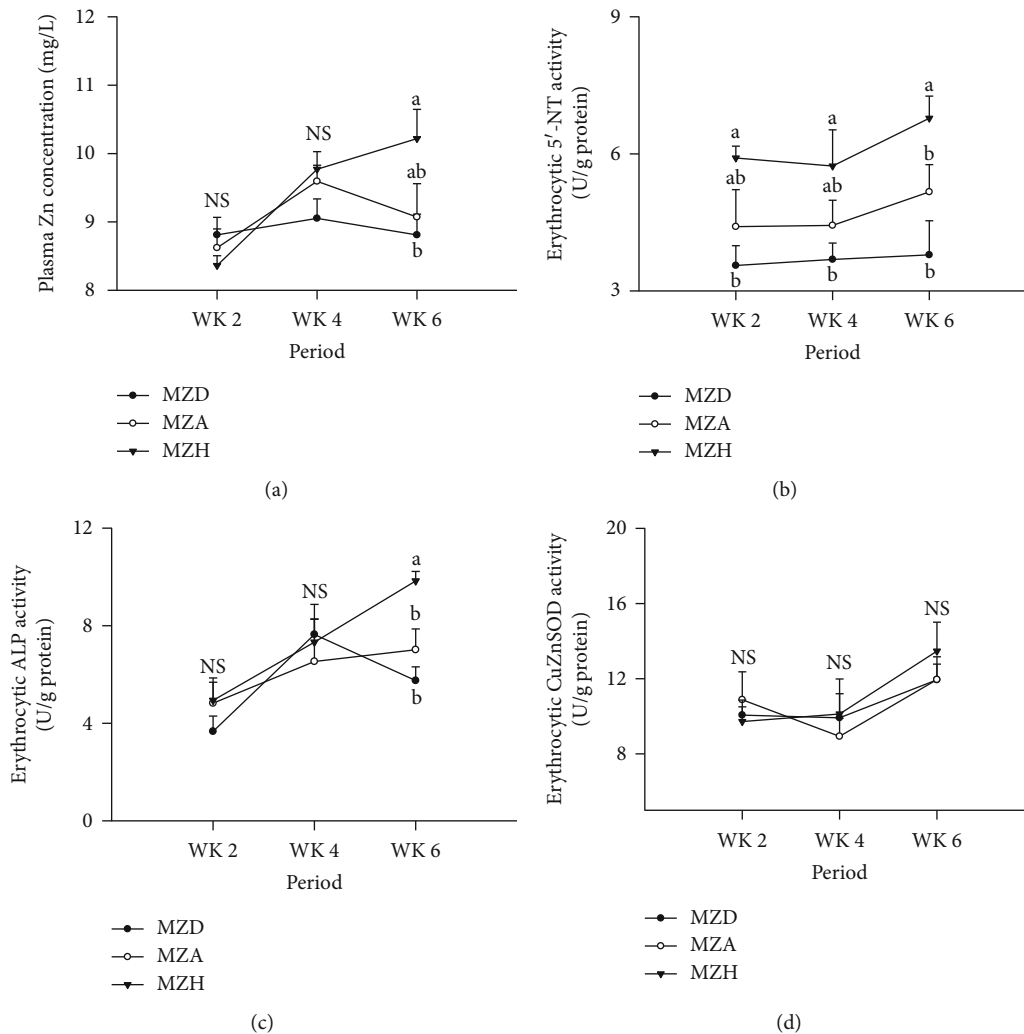 Plasma Zn concentration (mg/L)
12
11
10
9
8
NS
NS
a
ab
b
WK 2
WK 4
WK 6
Period
MZD
MZA
MZH
(a)
Erythrocytic 5′-NT activity
(U/g protein)
9
6
3
a
ab
b
a
ab
b
a
b
b
WK 2
WK 4
WK 6
Period
MZD
MZA
MZH
(b)
Erythrocytic ALP activity
(U/g protein)
12
8
4
0
NS
NS
a
b
b
WK 2
WK 4
WK 6
Period
MZD
MZA
MZH
(c)
Erythrocytic CuZnSOD activity
(U/g protein)
20
16
12
8
NS
NS
NS
WK 2
WK 4
WK 6
Period
MZD
MZA
MZH
(d)